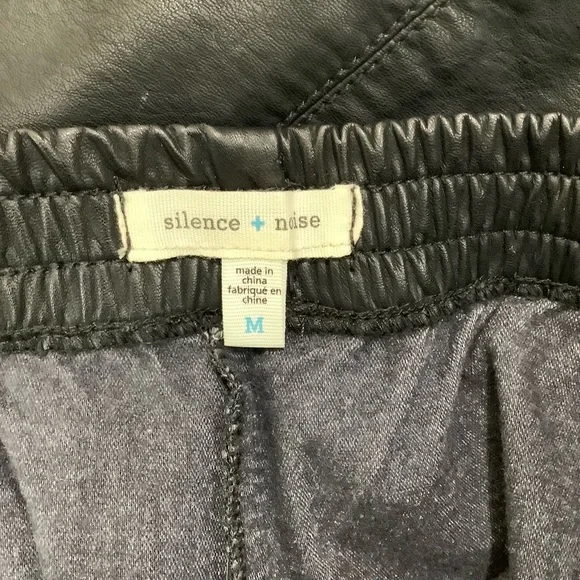 silence + noise
made in
china
fabriqué en
chine
M